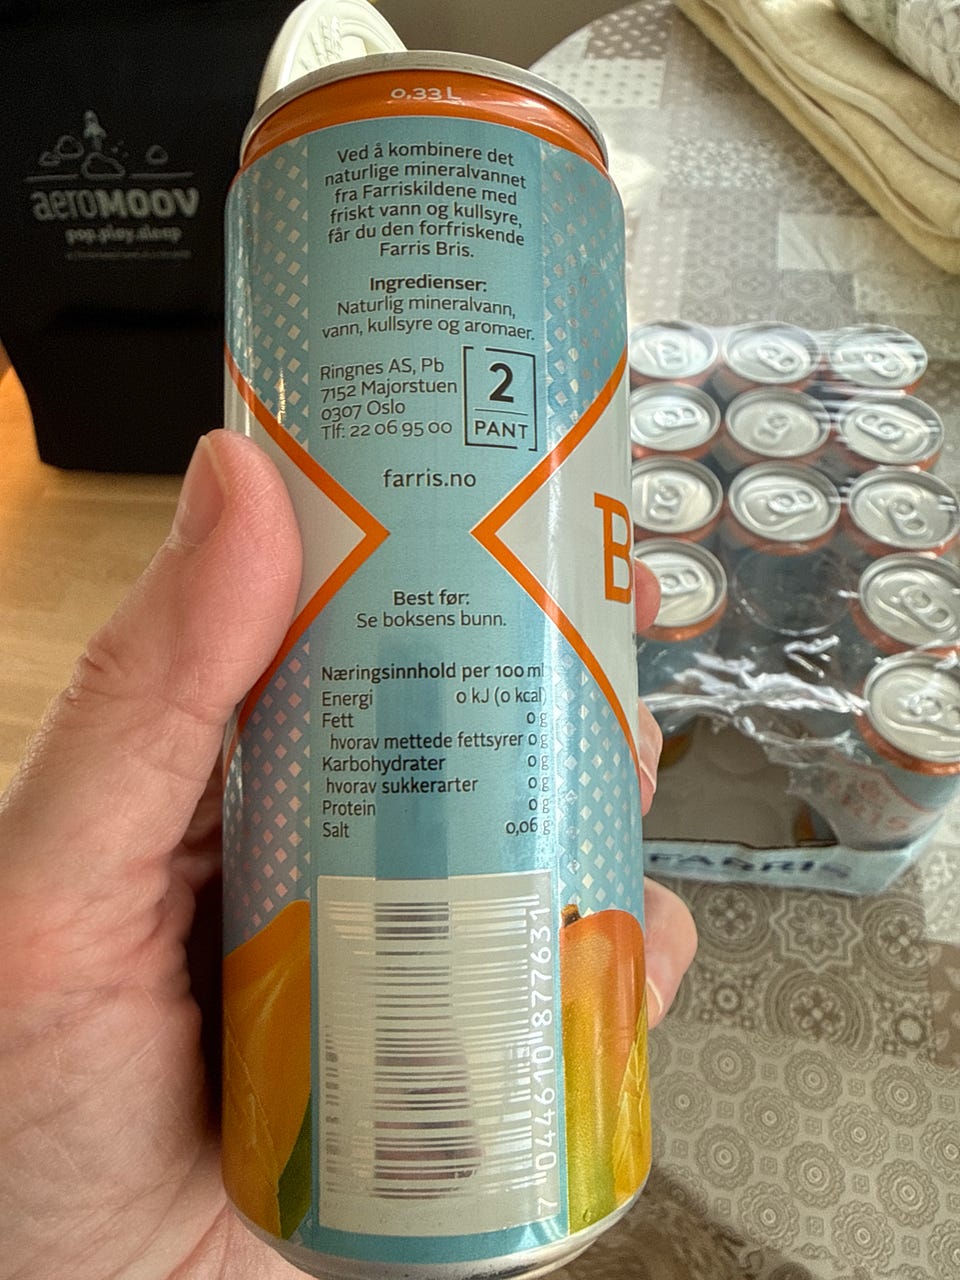 0,33 L
Ved å kombinere det
naturlige mineralvannet
fra Farriskildene med
friskt vann og kullsyre,
får du den forfriskende
Farris Bris.
Ingredienser:
Naturlig mineralvann,
vann, kullsyre og aromaer.
Ringnes AS, Pb
7152 Majorstuen
0307 Oslo
Tlf: 22 06 95 00
2
PANT
farris.no
B
Best før:
Se boksens bunn.
Næringsinnhold per 100 ml
Energi 0 kJ (0 kcal)
Fett 0 g
hvorav mettede fettsyrer 0 g
Karbohydrater 0 g
hvorav sukkerarter 0 g
Protein 0 g
Salt 0,06 g
7 044610 877631
aeroMOOV
pop.play.sleep
FARRIS